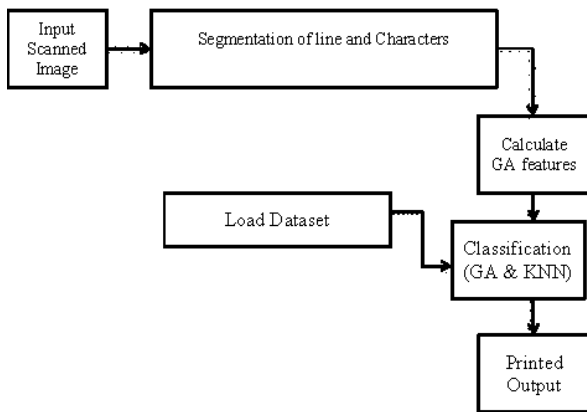 Input
Scanned
Image
Segmentation of line and Characters
Calculate
GA features
Load Dataset
Classification
(GA & KNN)
Printed
Output